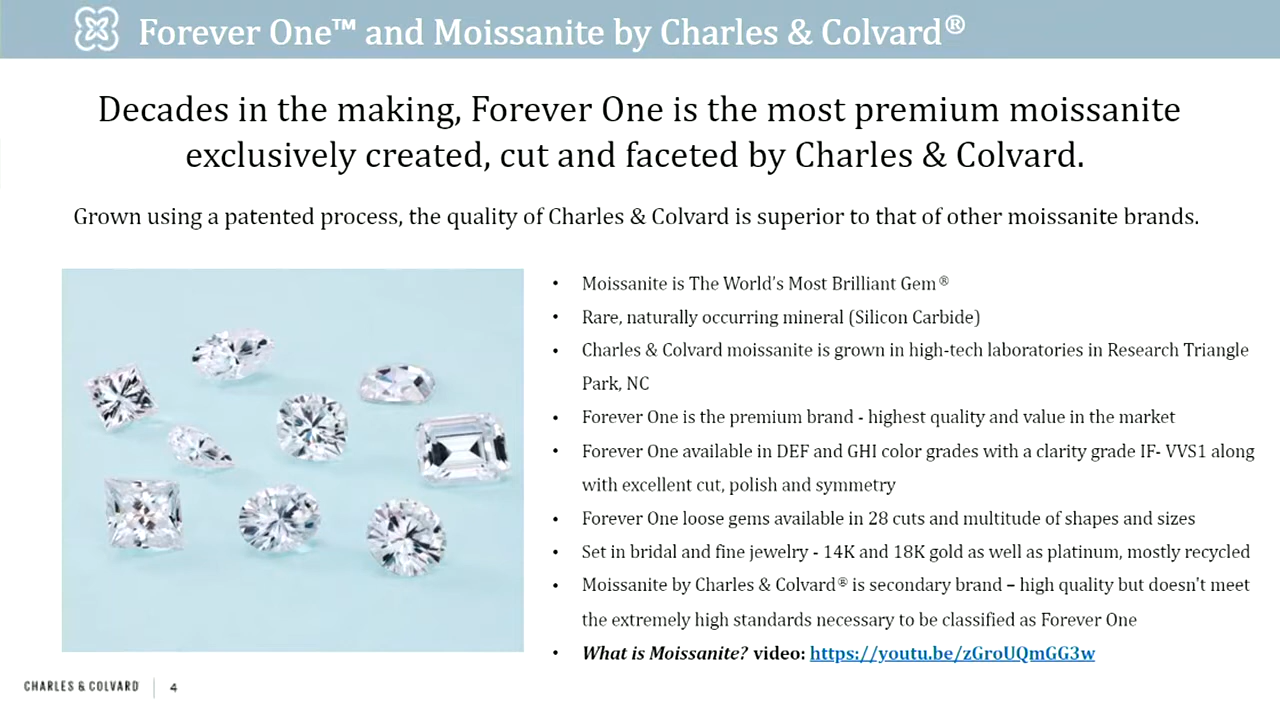 Forever One™ and Moissanite by Charles & Colvard®
Decades in the making, Forever One is the most premium moissanite
exclusively created, cut and faceted by Charles & Colvard.
Grown using a patented process, the quality of Charles & Colvard is superior to that of other moissanite brands.
• Moissanite is The World's Most Brilliant Gem®
• Rare, naturally occurring mineral (Silicon Carbide)
• Charles & Colvard moissanite is grown in high-tech laboratories in Research Triangle
Park, NC
• Forever One is the premium brand - highest quality and value in the market
• Forever One available in DEF and GHI color grades with a clarity grade IF- VVS1 along
with excellent cut, polish and symmetry
• Forever One loose gems available in 28 cuts and multitude of shapes and sizes
• Set in bridal and fine jewelry - 14K and 18K gold as well as platinum, mostly recycled
• Moissanite by Charles & Colvard® is secondary brand – high quality but doesn't meet
the extremely high standards necessary to be classified as Forever One
• What is Moissanite? video: https://youtu.be/zGroUQmGG3w
CHARLES & COLVARD 4